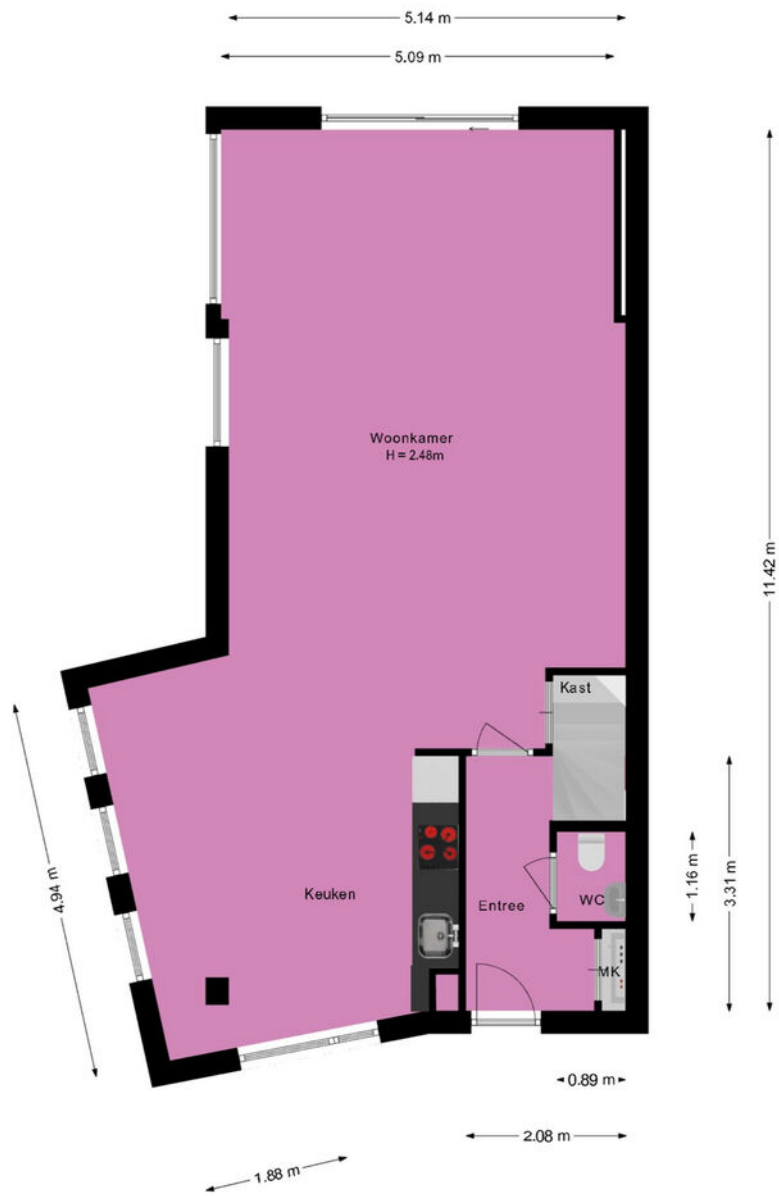 5.14 m
5.09 m
Woonkamer
H = 2.48m
11.42 m
Kast
4.94 m
Keuken
Entree
WC
1.16 m
3.31 m
MK
0.89 m
2.08 m
1.88 m